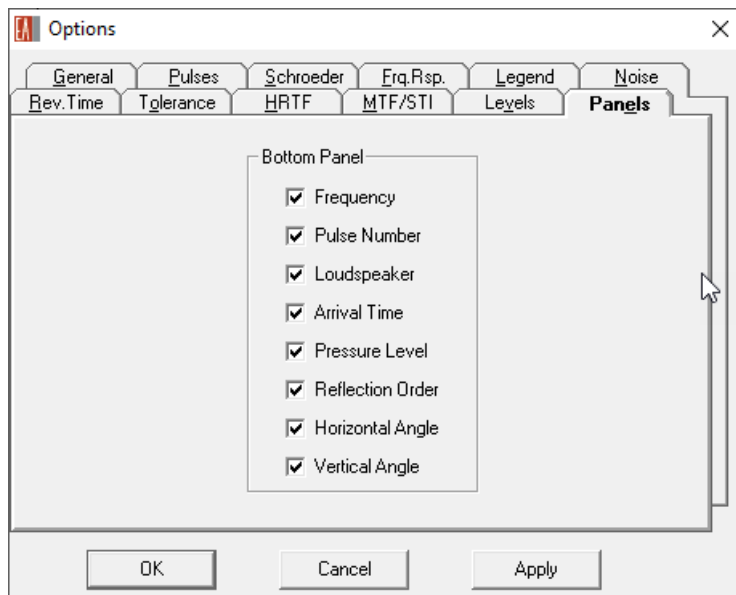 EA Options
General Pulses Schroeder Frq.Rsp. Legend Noise
Rev.Time Tolerance HRTF MTF/STI Levels Panels
Bottom Panel
Frequency
Pulse Number
Loudspeaker
Arrival Time
Pressure Level
Reflection Order
Horizontal Angle
Vertical Angle
OK Cancel Apply